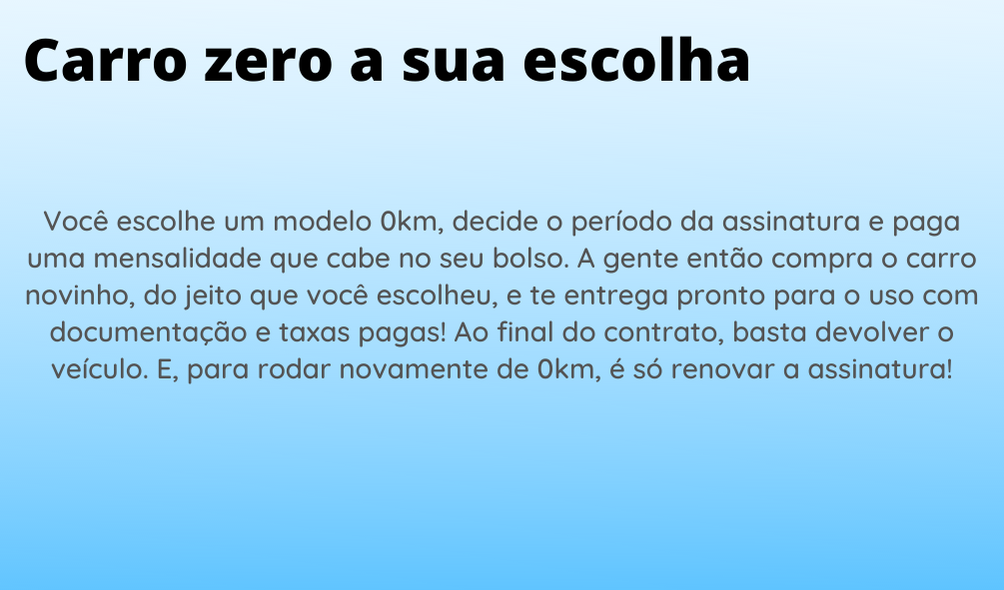 Carro zero a sua escolha
Você escolhe um modelo 0km, decide o período da assinatura e paga
uma mensalidade que cabe no seu bolso. A gente então compra o carro
novinho, do jeito que você escolheu, e te entrega pronto para o uso com
documentação e taxas pagas! Ao final do contrato, basta devolver o
veículo. E, para rodar novamente de 0km, é só renovar a assinatura!